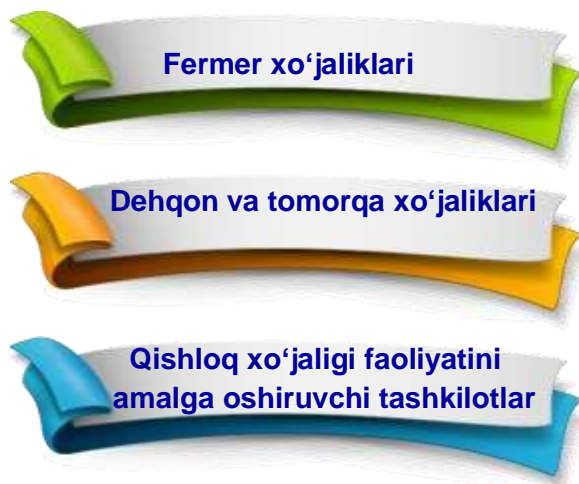 Fermer xo‘jaliklari
Dehqon va tomorqa xo‘jaliklari
Qishloq xo‘jaligi faoliyatini
amalga oshiruvchi tashkilotlar